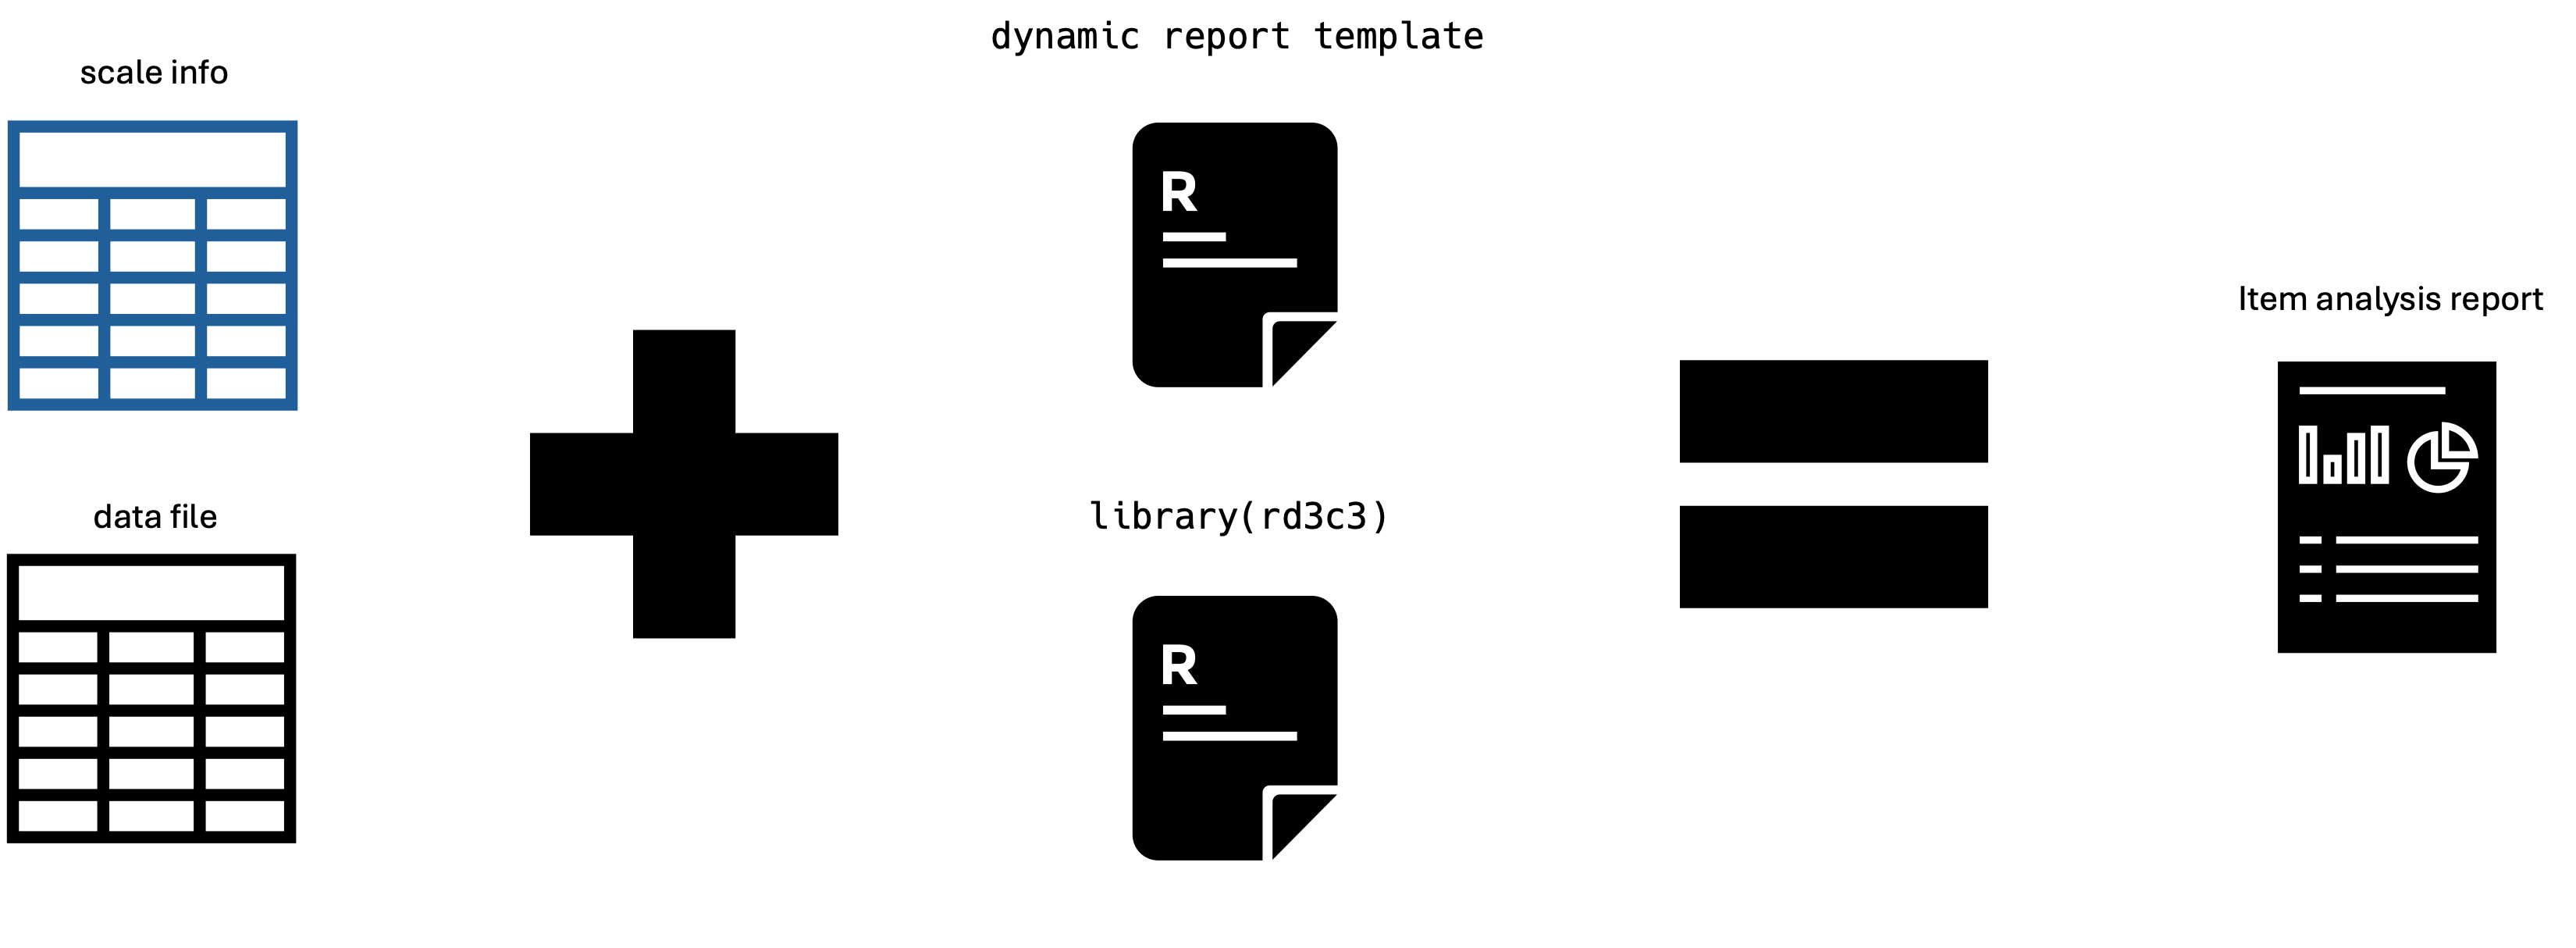 scale info
data file
dynamic report template
R
library(rd3c3)
R
Item analysis report